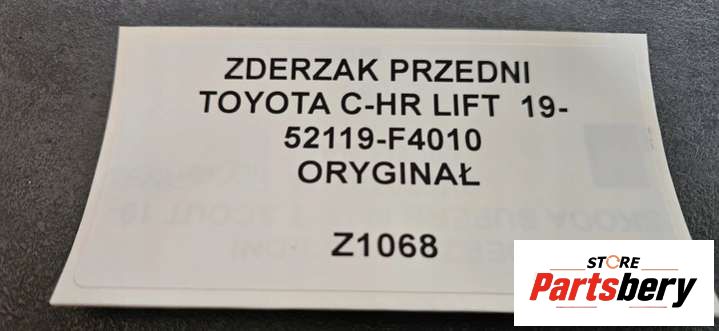 ZDERZAK PRZEDNI
TOYOTA C-HR LIFT 19-
52119-F4010
ORYGINAŁ
Z1068
STORE
Partsbery